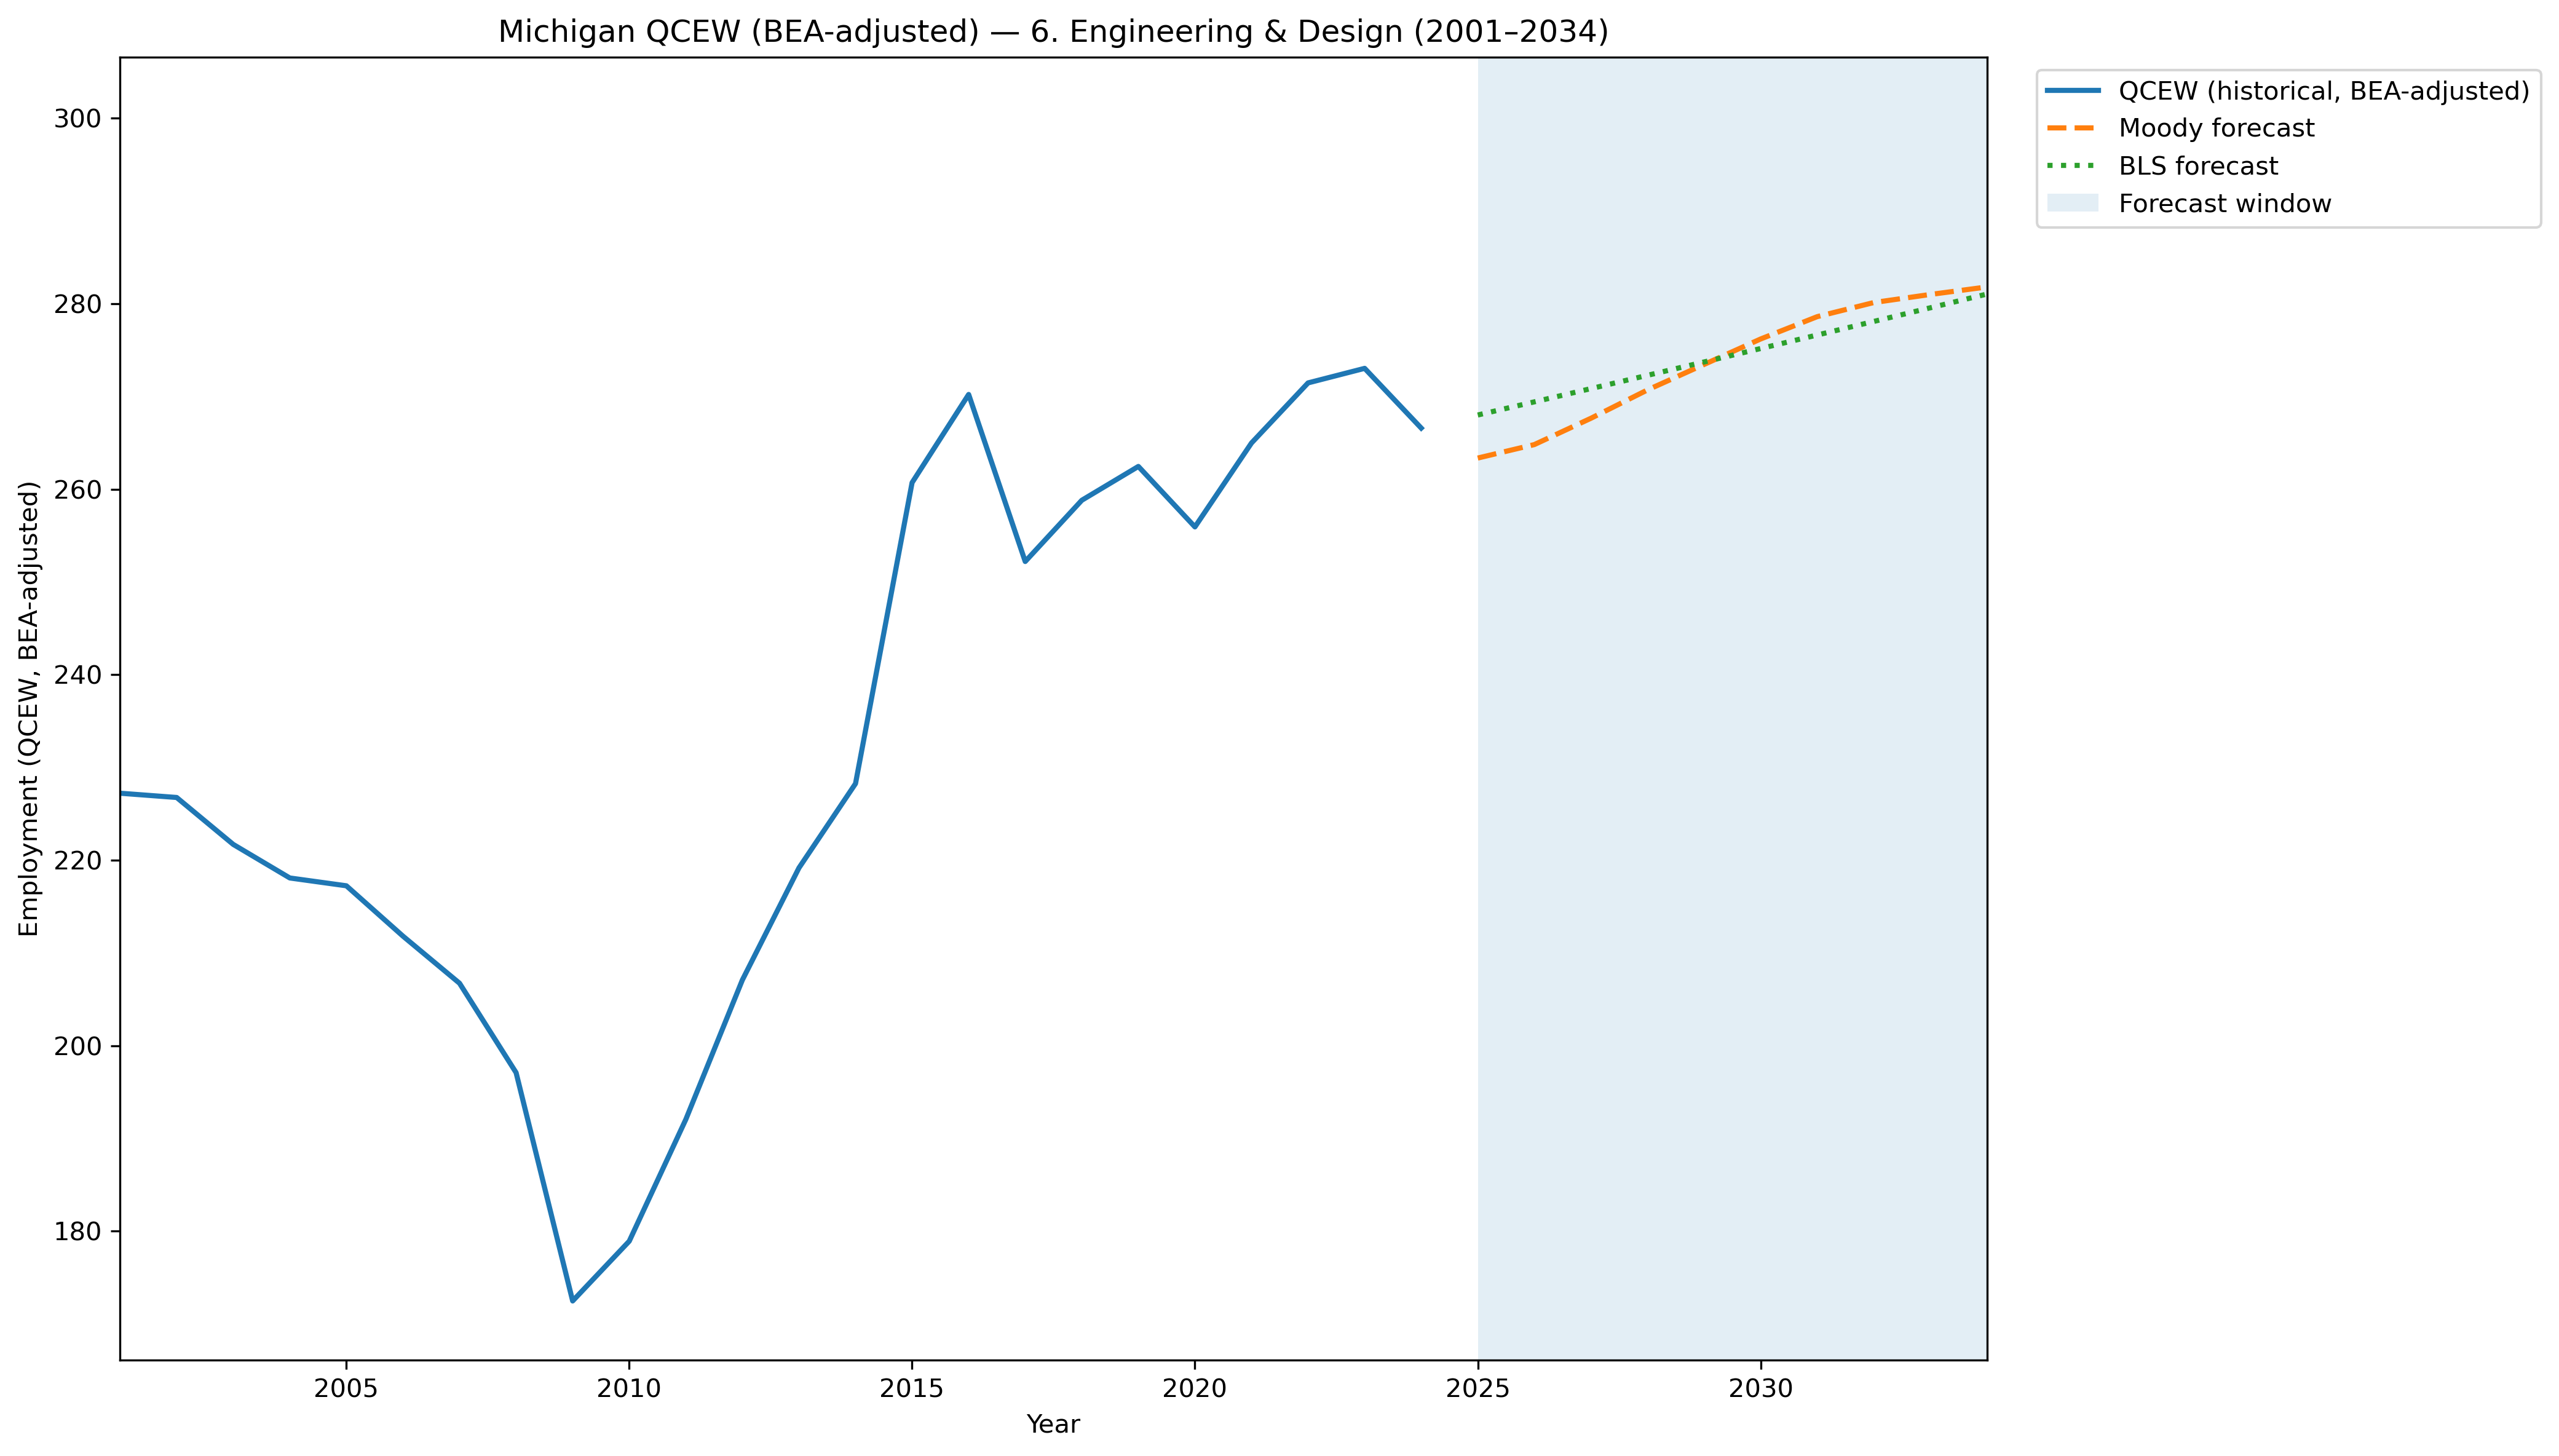 Michigan QCEW (BEA-adjusted) — 6. Engineering & Design (2001–2034)
QCEW (historical, BEA-adjusted)
Moody forecast
BLS forecast
Forecast window
Employment (QCEW, BEA-adjusted)
300
280
260
240
220
200
180
2005
2010
2015
2020
2025
2030
Year